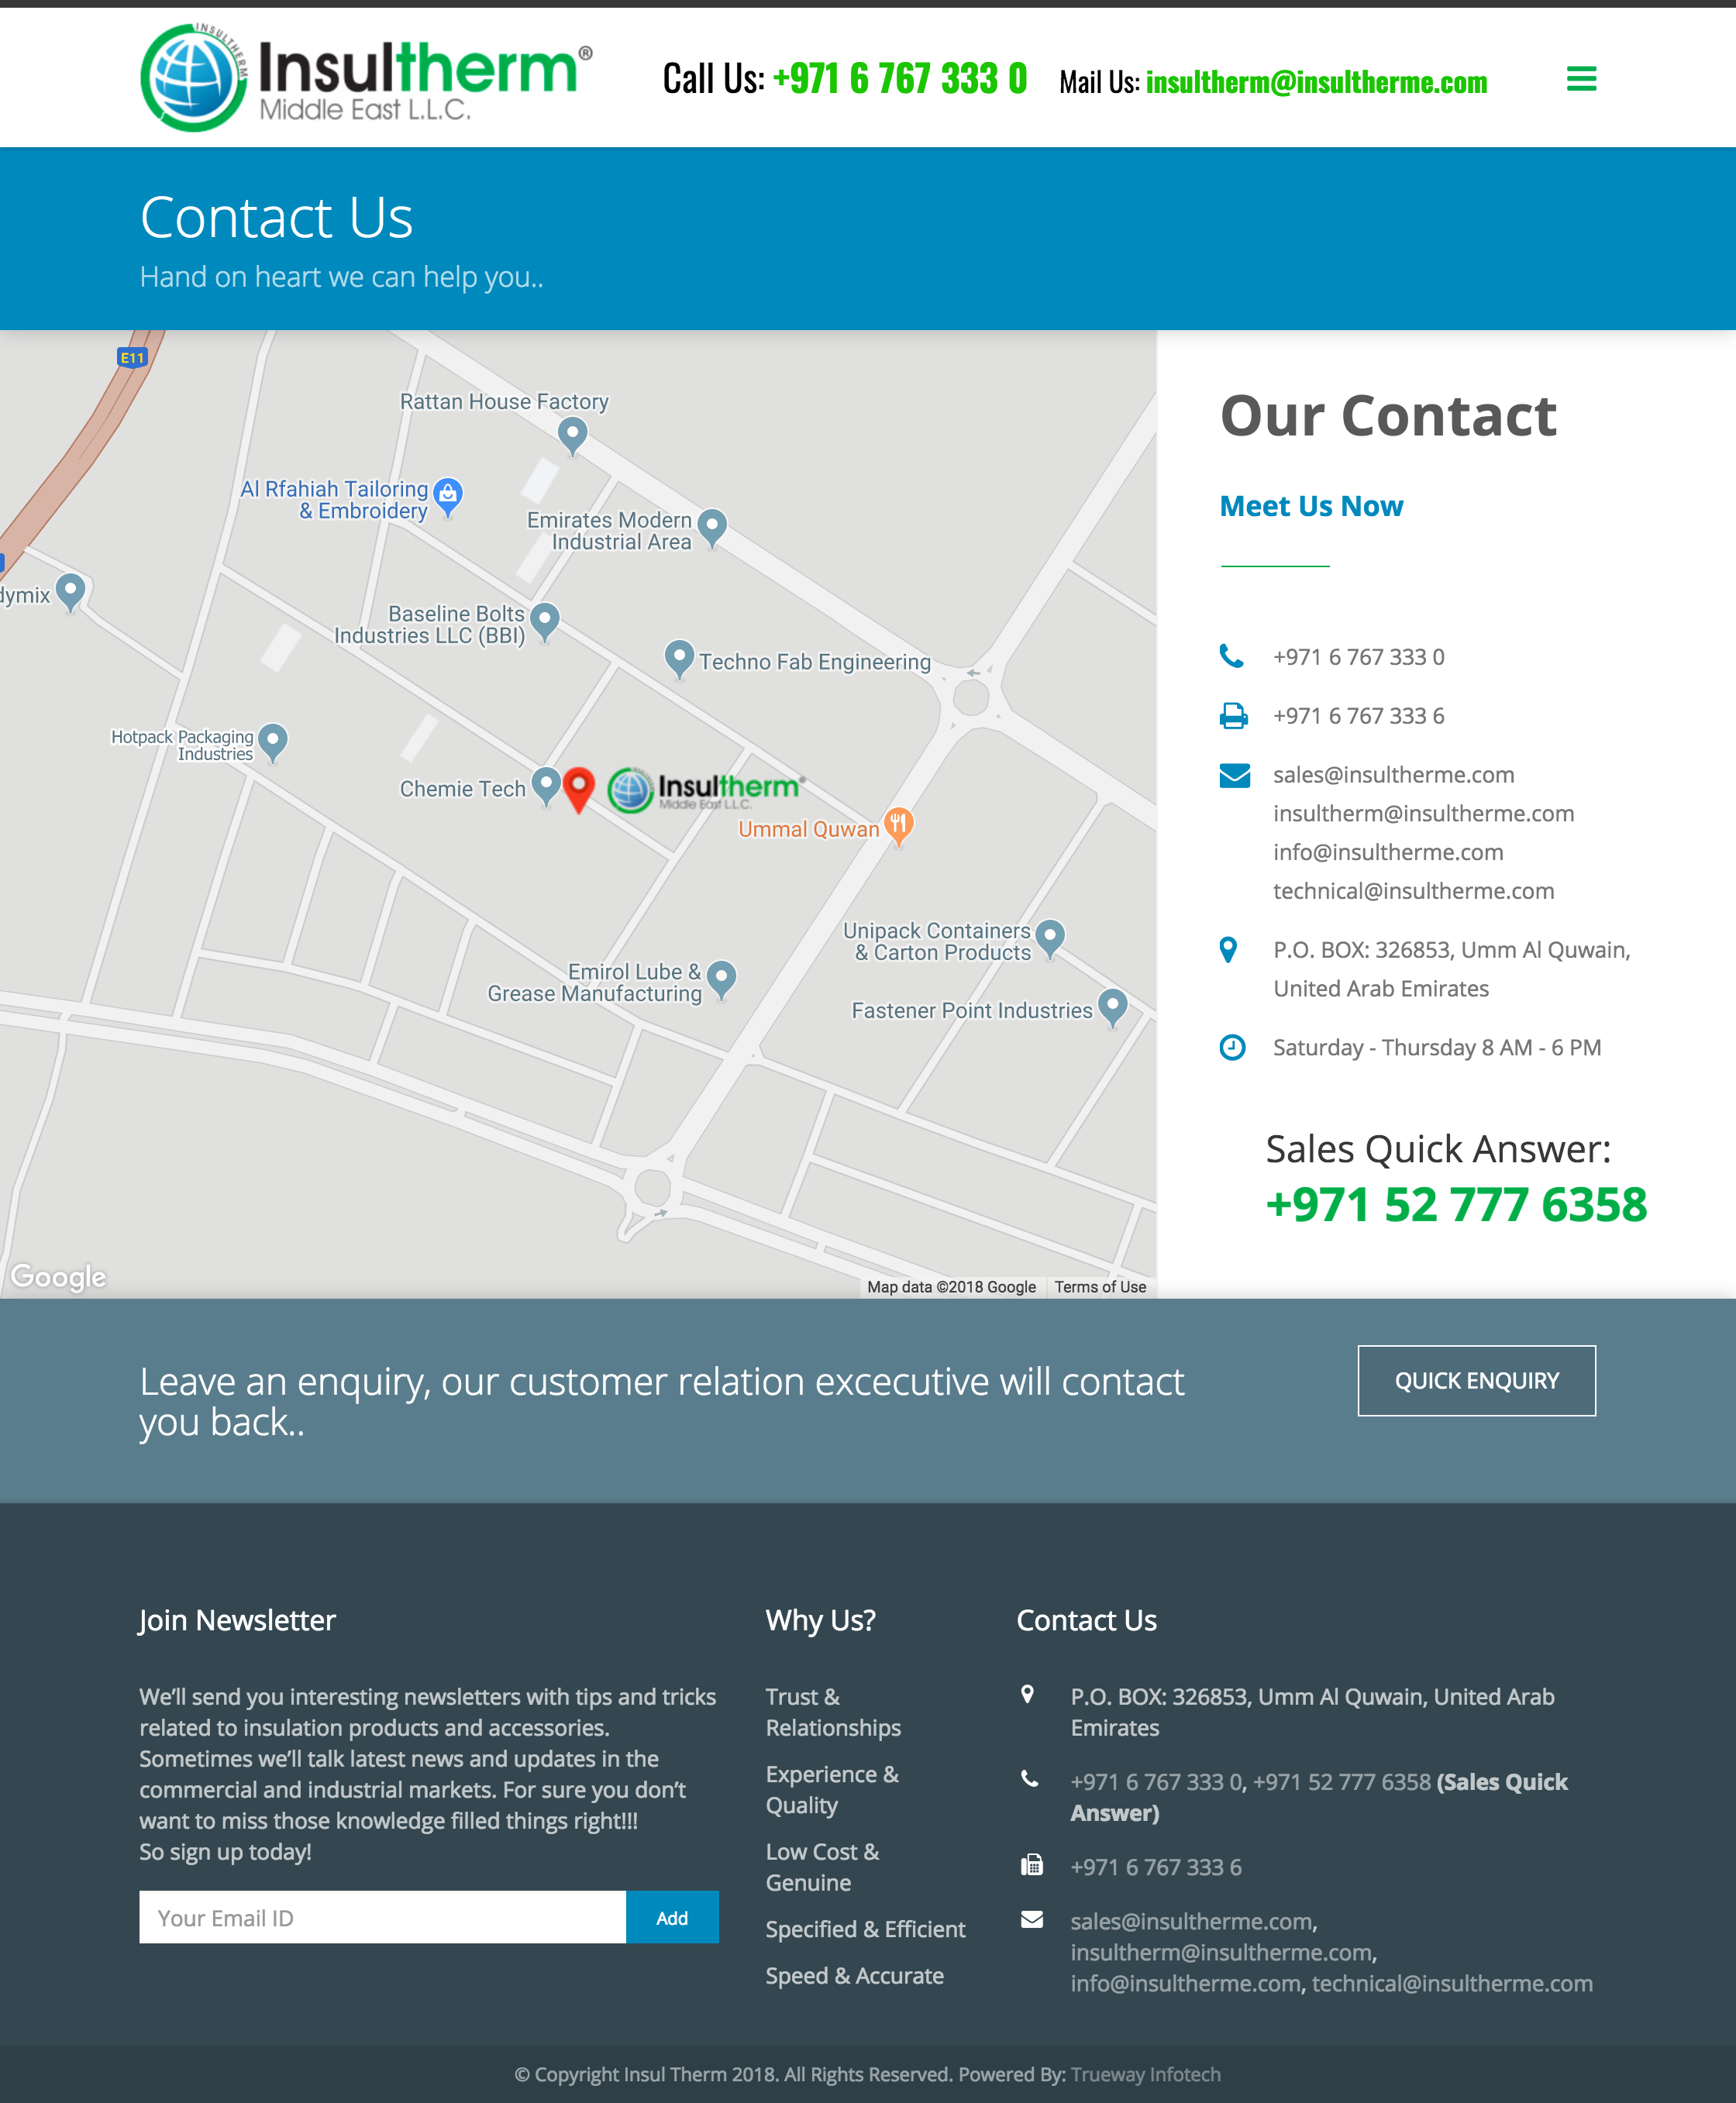 INSULTHERM
INSULTHERM
Insultherm®
Middle East L.L.C.
Call Us: +971 6 767 333 0
Mail Us: insultherm@insultherme.com
Contact Us
Hand on heart we can help you..
E11
Rattan House Factory
Al Rfahiah Tailoring
& Embroidery
Emirates Modern
Industrial Area
dymix
Baseline Bolts
Industries LLC (BBI)
Techno Fab Engineering
Hotpack Packaging
Industries
Chemie Tech
Insultherm®
Middle East L.L.C.
Ummal Quwan
Unipack Containers
& Carton Products
Emirol Lube &
Grease Manufacturing
Fastener Point Industries
Google
Map data ©2018 Google
Terms of Use
Our Contact
Meet Us Now
+971 6 767 333 0
+971 6 767 333 6
sales@insultherme.com
insultherm@insultherme.com
info@insultherme.com
technical@insultherme.com
P.O. BOX: 326853, Umm Al Quwain,
United Arab Emirates
Saturday - Thursday 8 AM - 6 PM
Sales Quick Answer:
+971 52 777 6358
Leave an enquiry, our customer relation excecutive will contact
you back..
QUICK ENQUIRY
Join Newsletter
We’ll send you interesting newsletters with tips and tricks
related to insulation products and accessories.
Sometimes we’ll talk latest news and updates in the
commercial and industrial markets. For sure you don’t
want to miss those knowledge filled things right!!!
So sign up today!
Your Email ID
Add
Why Us?
Trust &
Relationships
Experience &
Quality
Low Cost &
Genuine
Specified & Efficient
Speed & Accurate
Contact Us
P.O. BOX: 326853, Umm Al Quwain, United Arab
Emirates
+971 6 767 333 0, +971 52 777 6358 (Sales Quick
Answer)
+971 6 767 333 6
sales@insultherme.com,
insultherm@insultherme.com,
info@insultherme.com, technical@insultherme.com
© Copyright Insul Therm 2018. All Rights Reserved. Powered By: Trueway Infotech